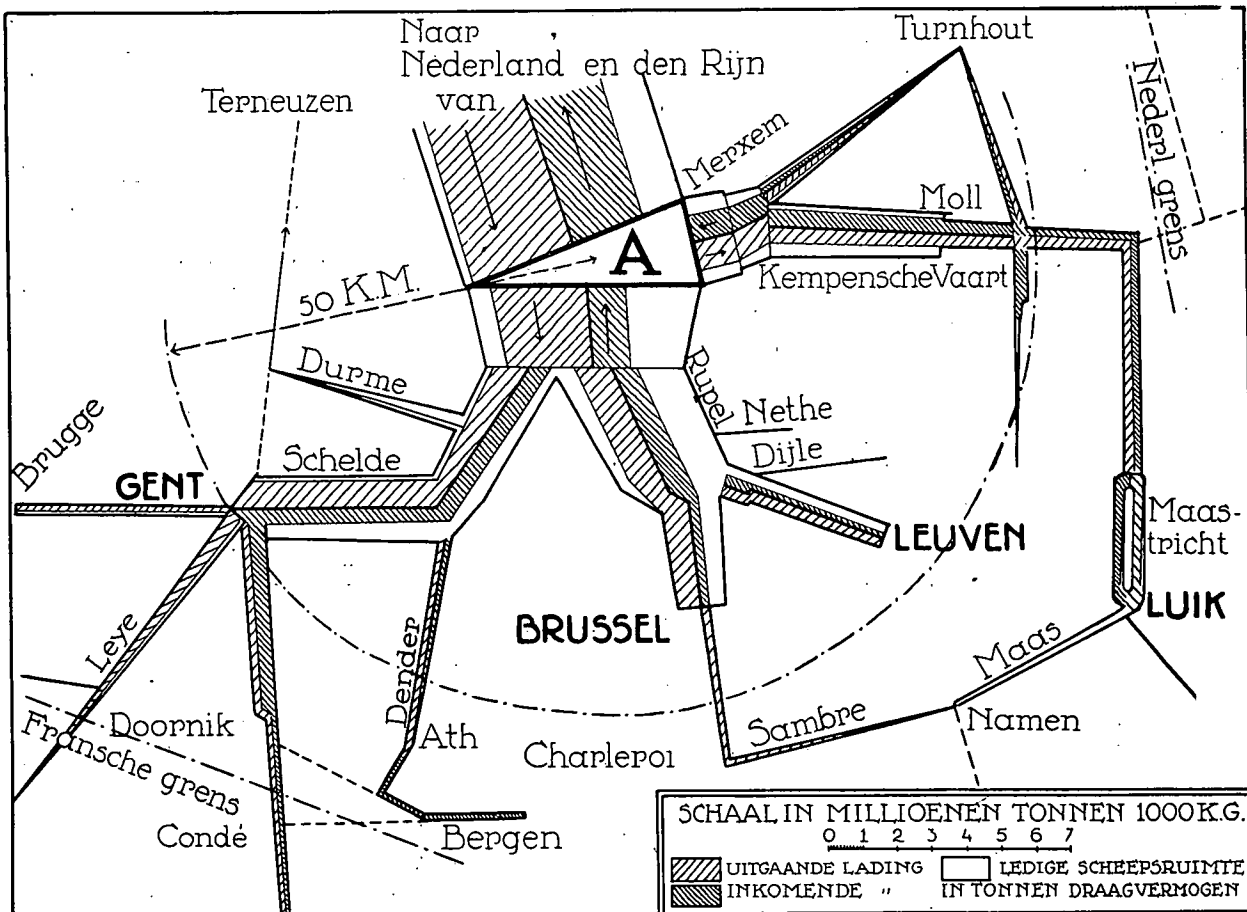 Naar
Nederland en den Rijn
van
Turnhout
Terneuzen
Nederl grens
Merxem
Moll
A
Kempensche Vaart
50 K.M.
Durme
Rupel
Nethe
Dijle
Brugge
Schelde
GENT
Maas-
tricht
LEUVEN
LUIK
BRUSSEL
Leye
Dender
Maas
Doornik
Ath
Sambre
Namen
Charleroi
Fransche grens
Condé
Bergen
SCHAAL IN MILLIOENEN TONNEN 1000 K.G.
0 1 2 3 4 5 6 7
UITGAANDE LADING
INKOMENDE "
LEDIGE SCHEEPSRUIMTE
IN TONNEN DRAAGVERMOGEN